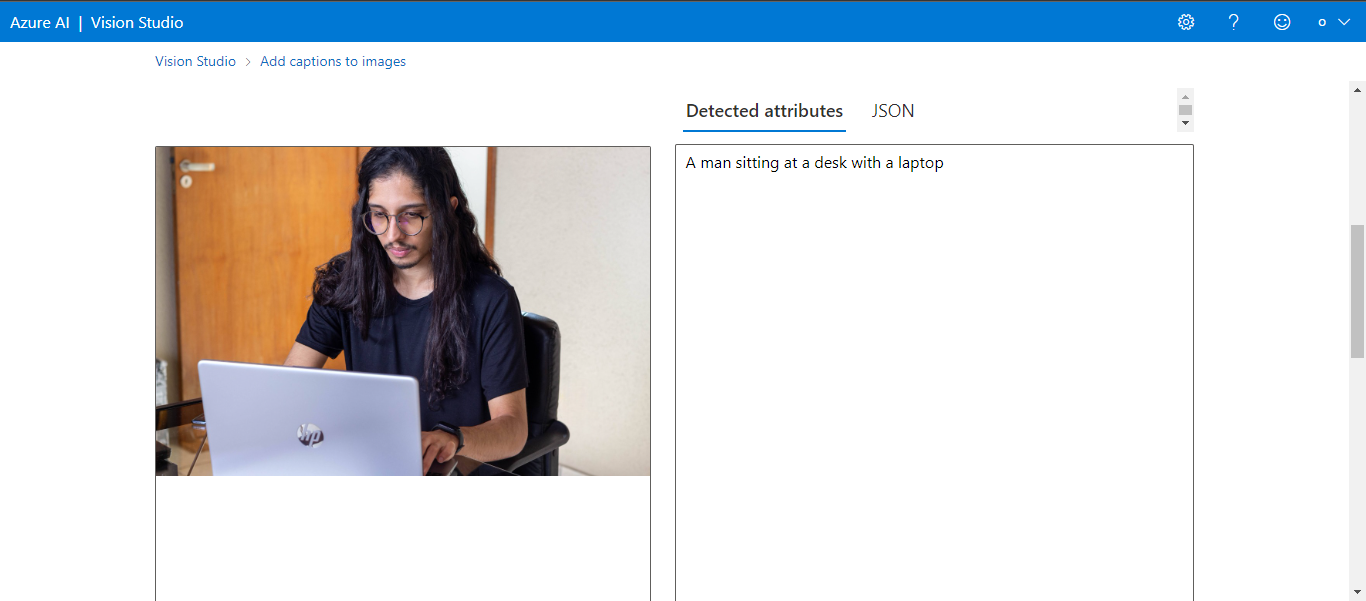 Azure AI | Vision Studio
Vision Studio > Add captions to images
Detected attributes JSON
A man sitting at a desk with a laptop
hp